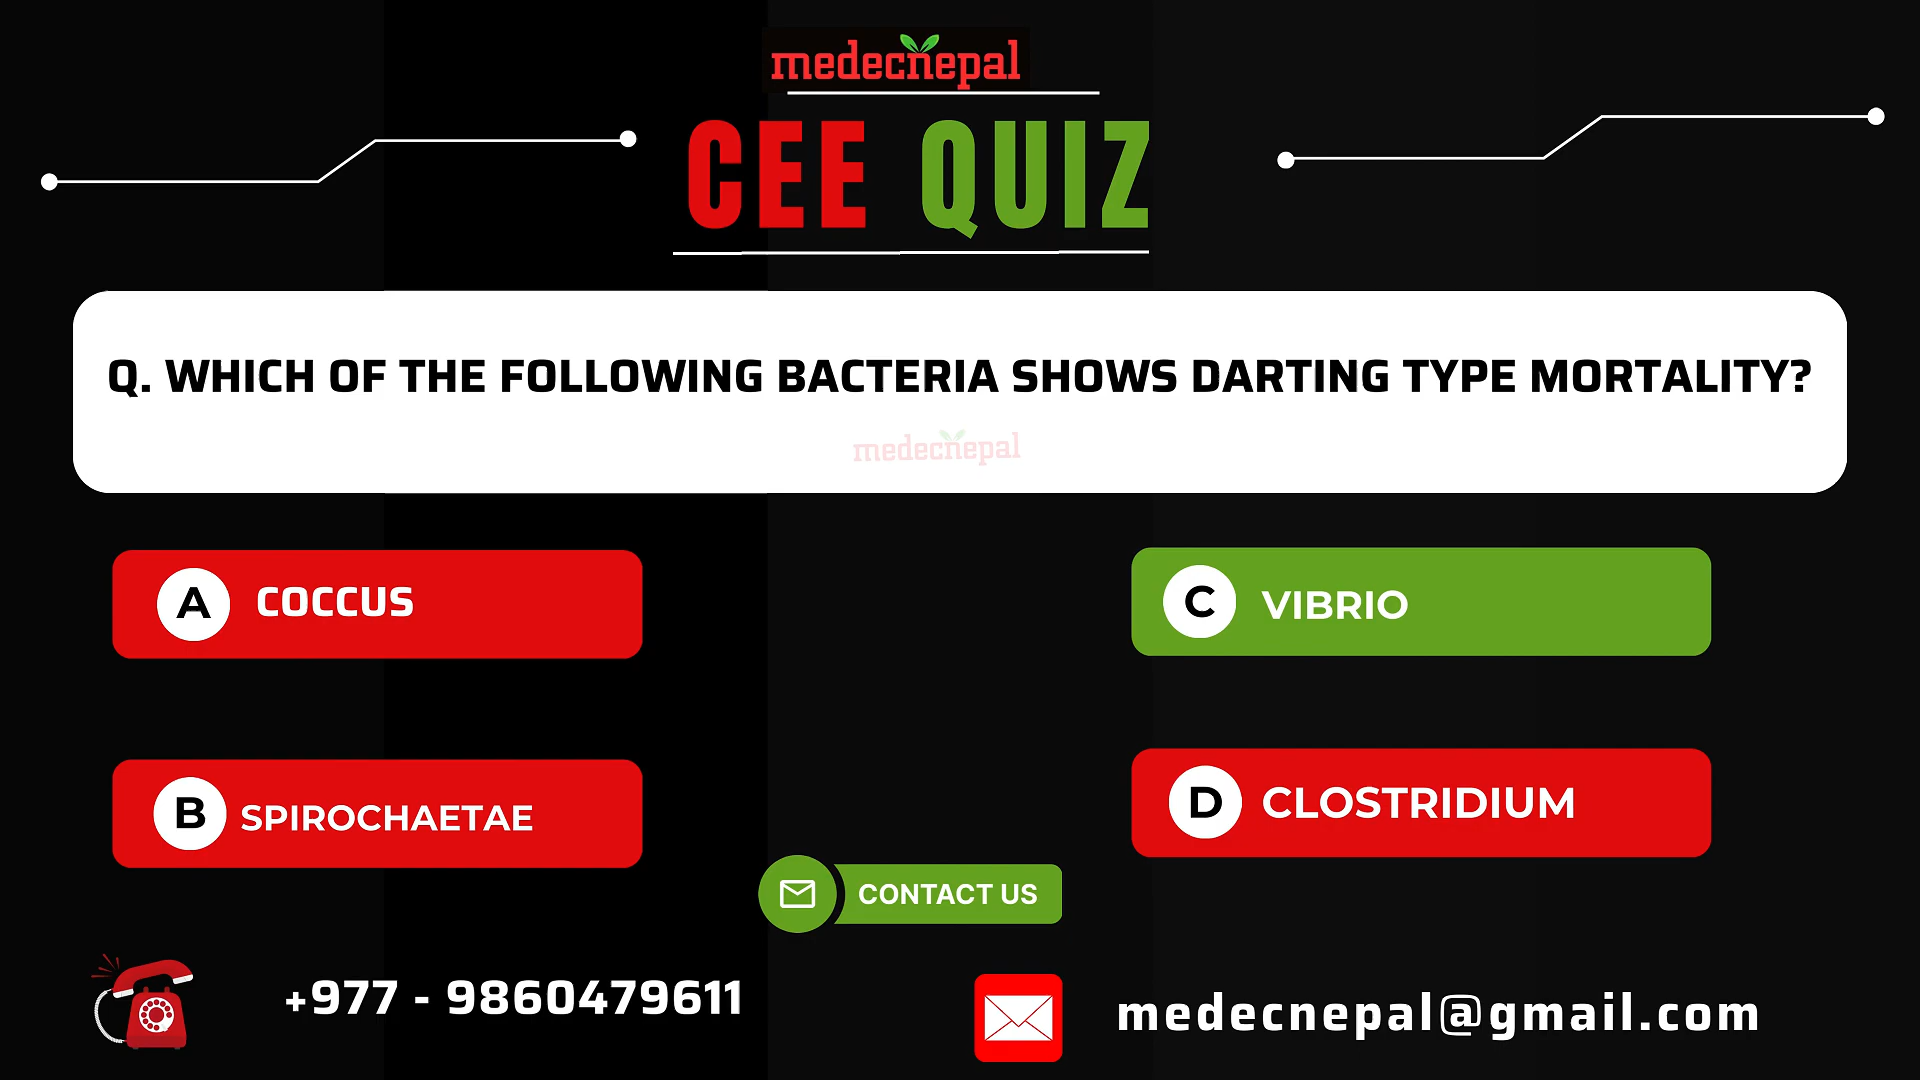 medecnepal
CEE QUIZ
Q. WHICH OF THE FOLLOWING BACTERIA SHOWS DARTING TYPE MORTALITY?
medecnepal
A COCCUS
C VIBRIO
B SPIROCHAETAE
D CLOSTRIDIUM
CONTACT US
+977 - 9860479611
medecnepal@gmail.com